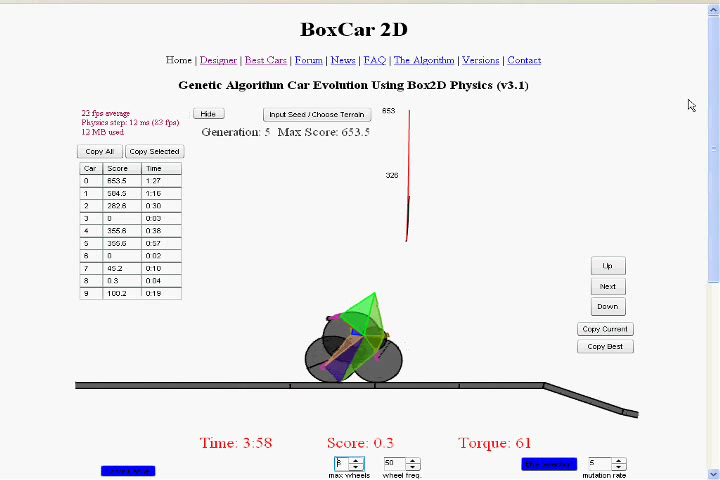 BoxCar 2D
Home | Designer | Best Cars | Forum | News | FAQ | The Algorithm | Versions | Contact
Genetic Algorithm Car Evolution Using Box2D Physics (v3.1)
23 fps average
Physics step: 12 ms (83 fps)
12 MB used
Hide
Input Seed / Choose Terrain
Generation: 5 Max Score: 653.5
653
326
Copy All Copy Selected
Car Score Time
0 653.5 1:27
1 584.5 1:16
2 282.6 0:30
3 0 0:03
4 355.6 0:38
5 355.6 0:57
6 0 0:02
7 45.2 0:10
8 0.3 0:04
9 100.2 0:19
Up
Next
Down
Copy Current
Copy Best
Time: 3:58 Score: 0.3 Torque: 61
8 50 5
max wheels wheel freq. mutation rate